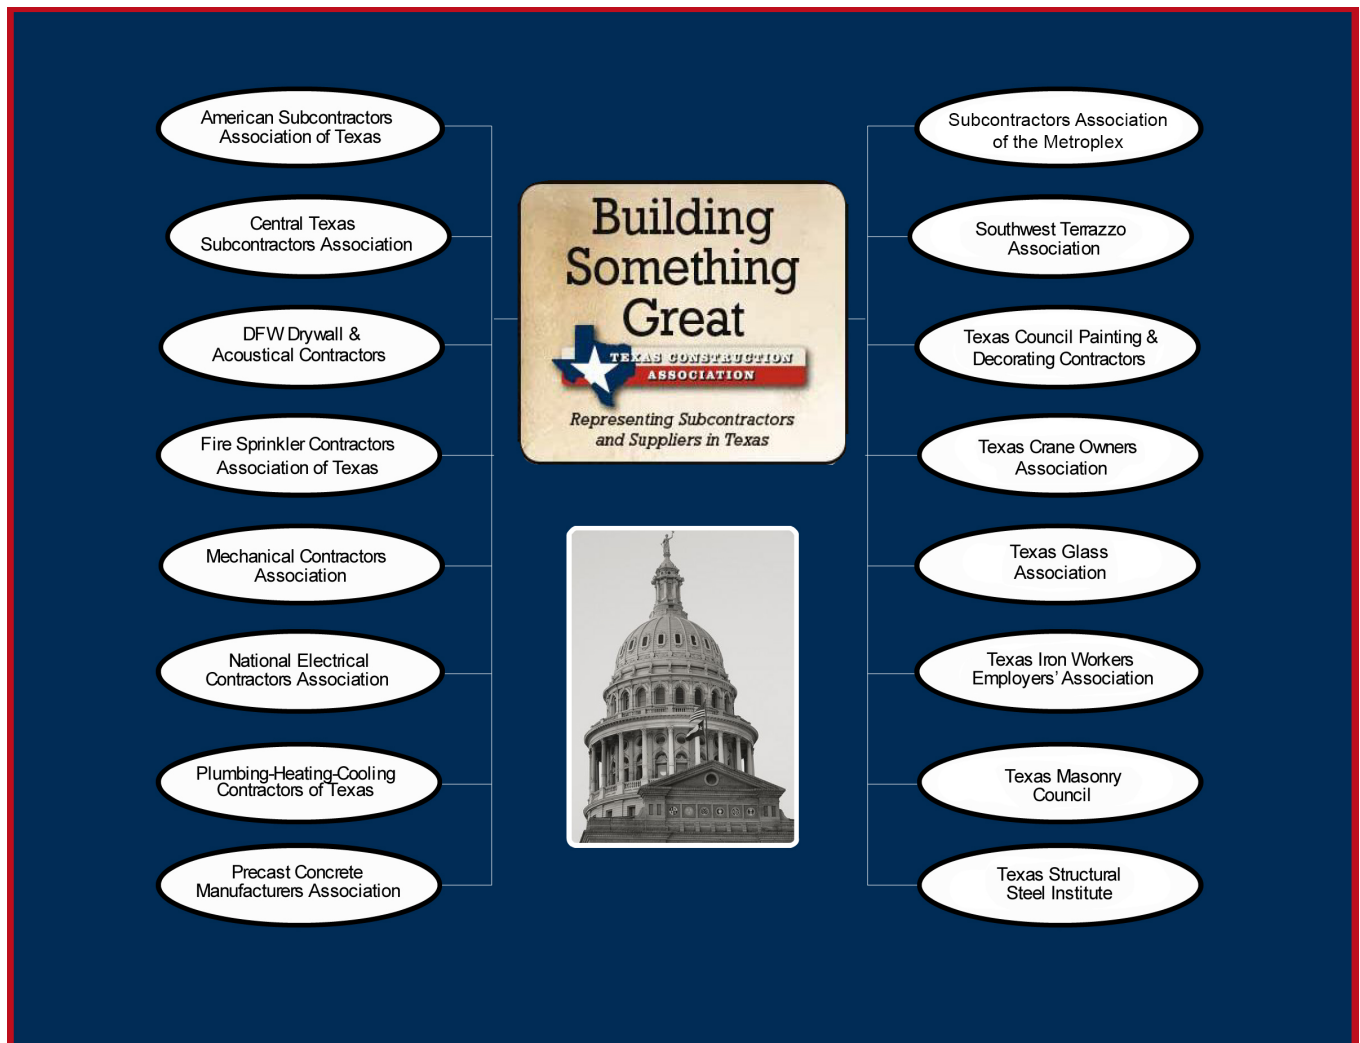 American Subcontractors
Association of Texas
Central Texas
Subcontractors Association
DFW Drywall &
Acoustical Contractors
Fire Sprinkler Contractors
Association of Texas
Mechanical Contractors
Association
National Electrical
Contractors Association
Plumbing-Heating-Cooling
Contractors of Texas
Precast Concrete
Manufacturers Association
Building
Something
Great
TEXAS CONSTRUCTION
ASSOCIATION
Representing Subcontractors
and Suppliers in Texas
Subcontractors Association
of the Metroplex
Southwest Terrazzo
Association
Texas Council Painting &
Decorating Contractors
Texas Crane Owners
Association
Texas Glass
Association
Texas Iron Workers
Employers’ Association
Texas Masonry
Council
Texas Structural
Steel Institute